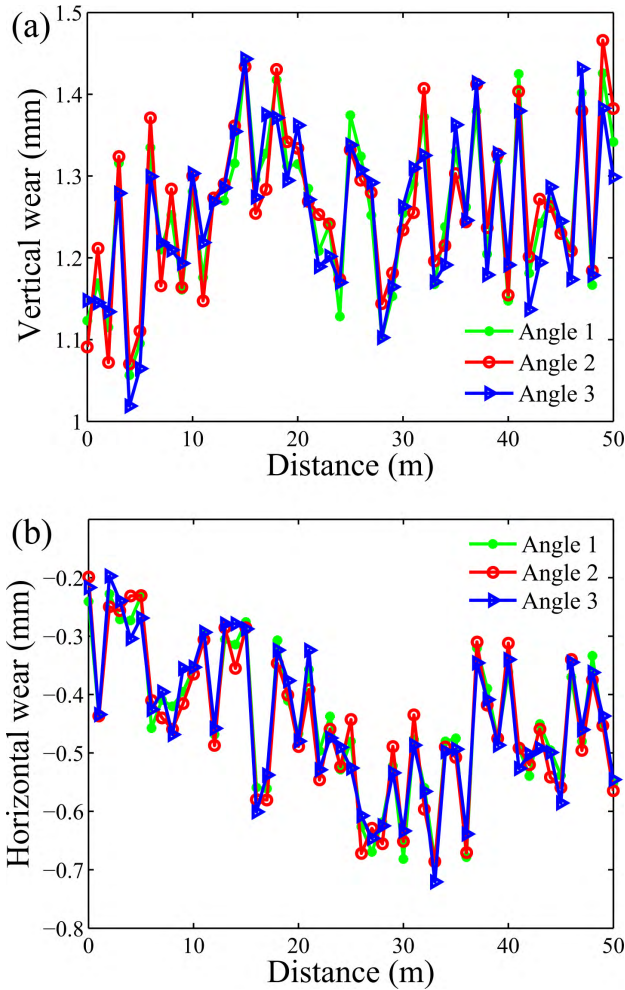 (a)
Vertical wear (mm)
1.5
1.4
1.3
1.2
1.1
1
Angle 1
Angle 2
Angle 3
0 10 20 30 40 50
Distance (m)
(b)
Horizontal wear (mm)
−0.2
−0.3
−0.4
−0.5
−0.6
−0.7
−0.8
Angle 1
Angle 2
Angle 3
0 10 20 30 40 50
Distance (m)